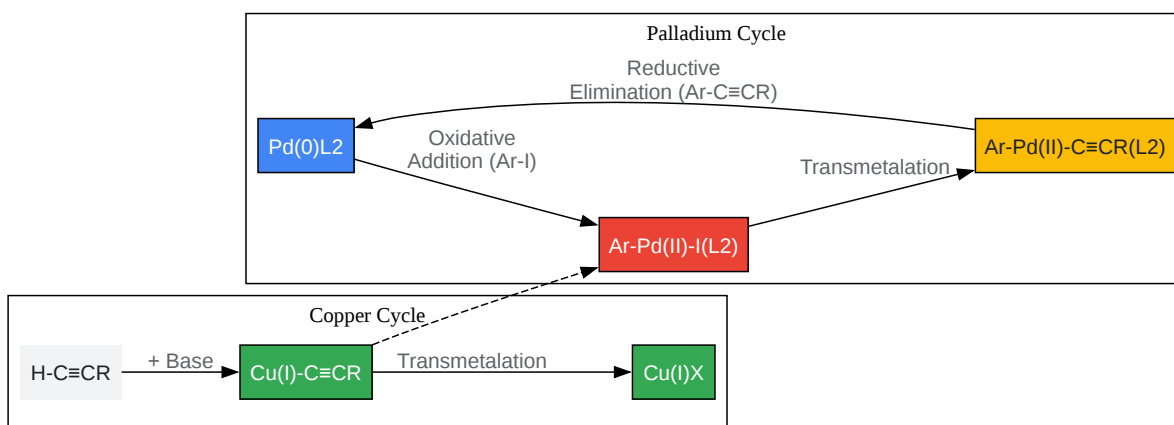 Palladium Cycle
Reductive
Elimination (Ar-C≡CR)
Pd(0)L2
Oxidative
Addition (Ar-I)
Ar-Pd(II)-C≡CR(L2)
Transmetalation
Ar-Pd(II)-I(L2)
Copper Cycle
H-C≡CR
+ Base
Cu(I)-C≡CR
Transmetalation
Cu(I)X